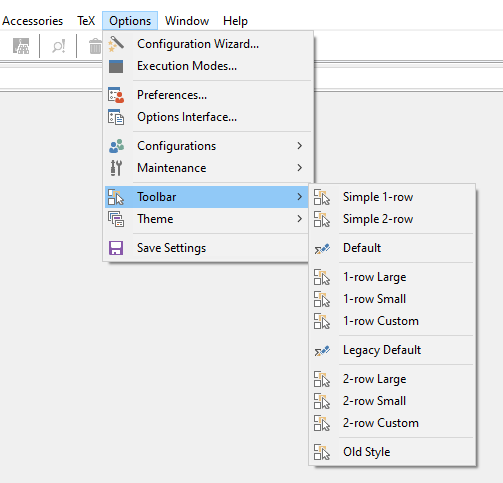 Accessories TeX Options Window Help
Configuration Wizard...
Execution Modes...
Preferences...
Options Interface...
Configurations
Maintenance
Toolbar
Theme
Save Settings
Simple 1-row
Simple 2-row
Default
1-row Large
1-row Small
1-row Custom
Legacy Default
2-row Large
2-row Small
2-row Custom
Old Style